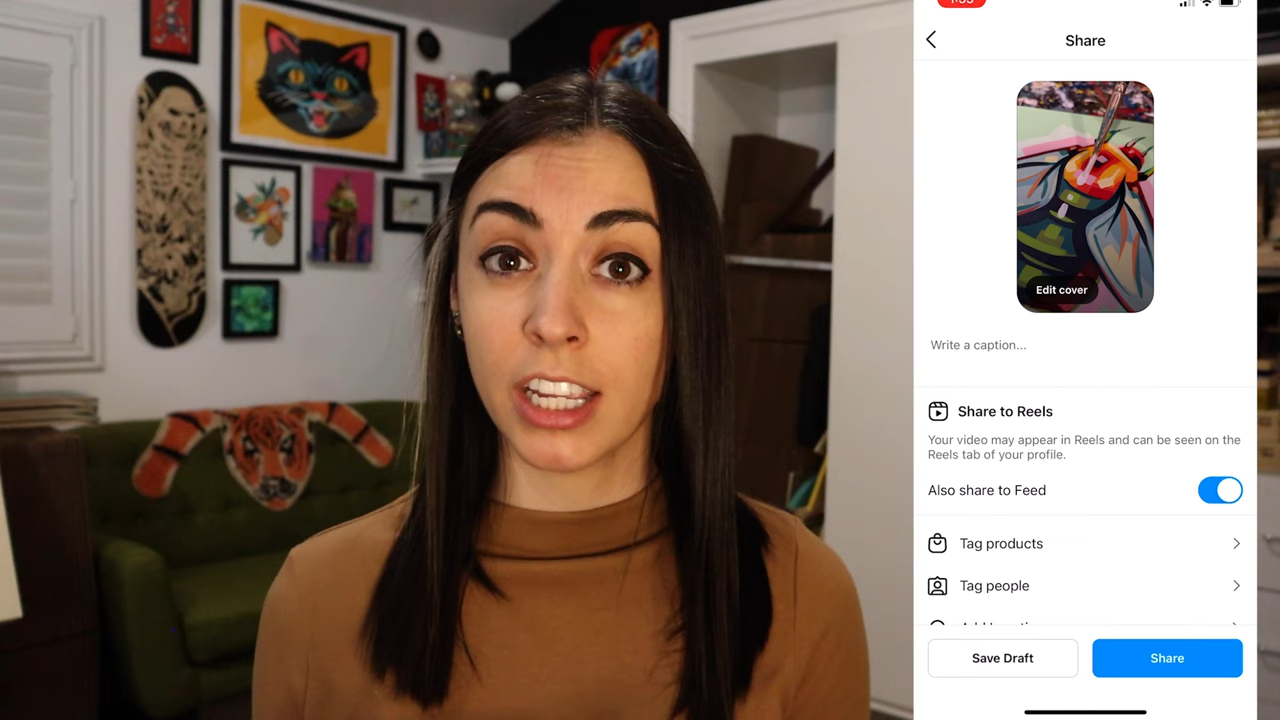 Share
Edit cover
Write a caption...
Share to Reels
Your video may appear in Reels and can be seen on the
Reels tab of your profile.
Also share to Feed
Tag products
Tag people
Save Draft
Share